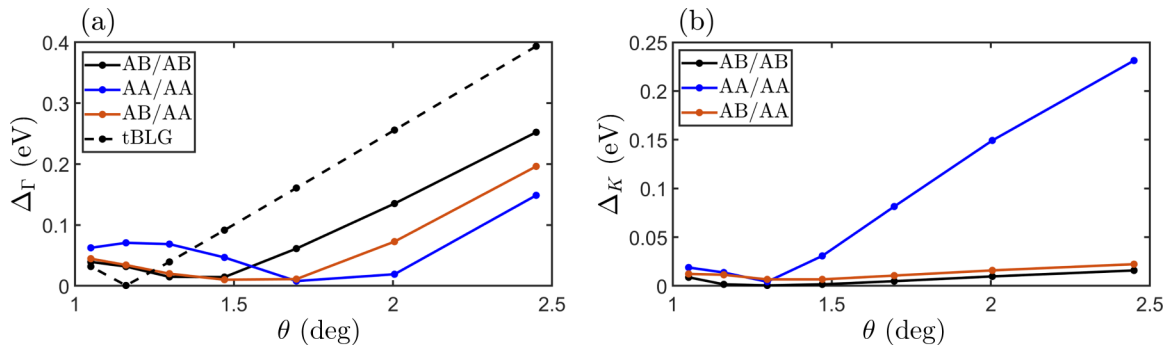 (a)
0.4
0.3
0.2
0.1
0
Δ_Γ (eV)
AB/AB
AA/AA
AB/AA
tBLG
1
1.5
2
2.5
θ (deg)
(b)
0.25
0.2
0.15
0.1
0.05
0
Δ_K (eV)
AB/AB
AA/AA
AB/AA
1
1.5
2
2.5
θ (deg)